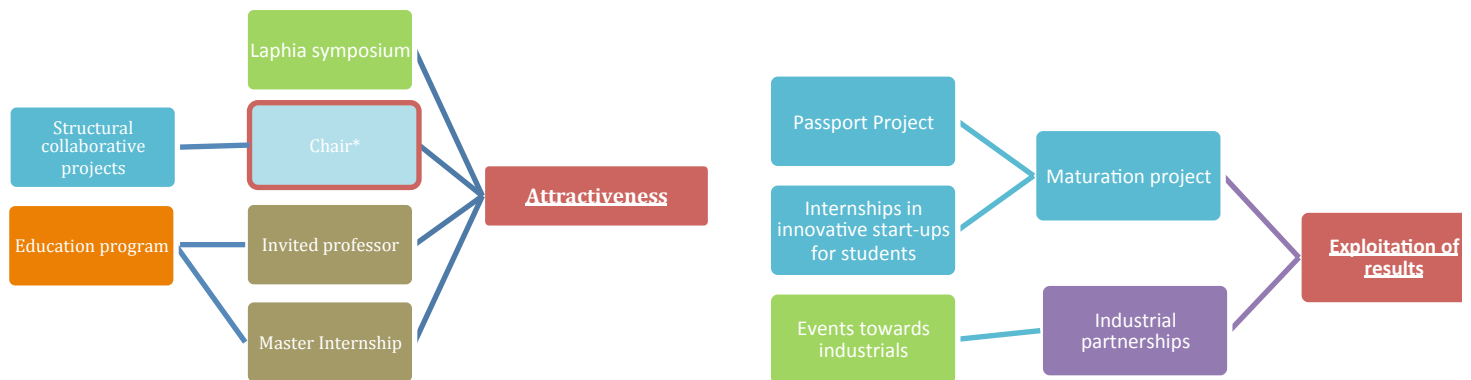 Laphia symposium
Structural
collaborative
projects
Chair*
Attractiveness
Education program
Invited professor
Master Internship
Passport Project
Maturation project
Internships in
innovative start-ups
for students
Exploitation of
results
Events towards
industrials
Industrial
partnerships